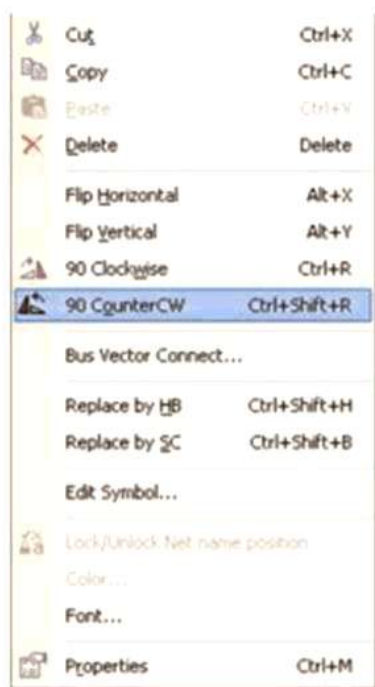 Cut Ctrl+X
Copy Ctrl+C
Paste Ctrl+V
Delete Delete
Flip Horizontal Alt+X
Flip Vertical Alt+Y
90 Clockwise Ctrl+R
90 CounterCW Ctrl+Shift+R
Bus Vector Connect...
Replace by HB Ctrl+Shift+H
Replace by SC Ctrl+Shift+B
Edit Symbol...
Lock/Unlock Net name position
Color...
Font...
Properties Ctrl+M